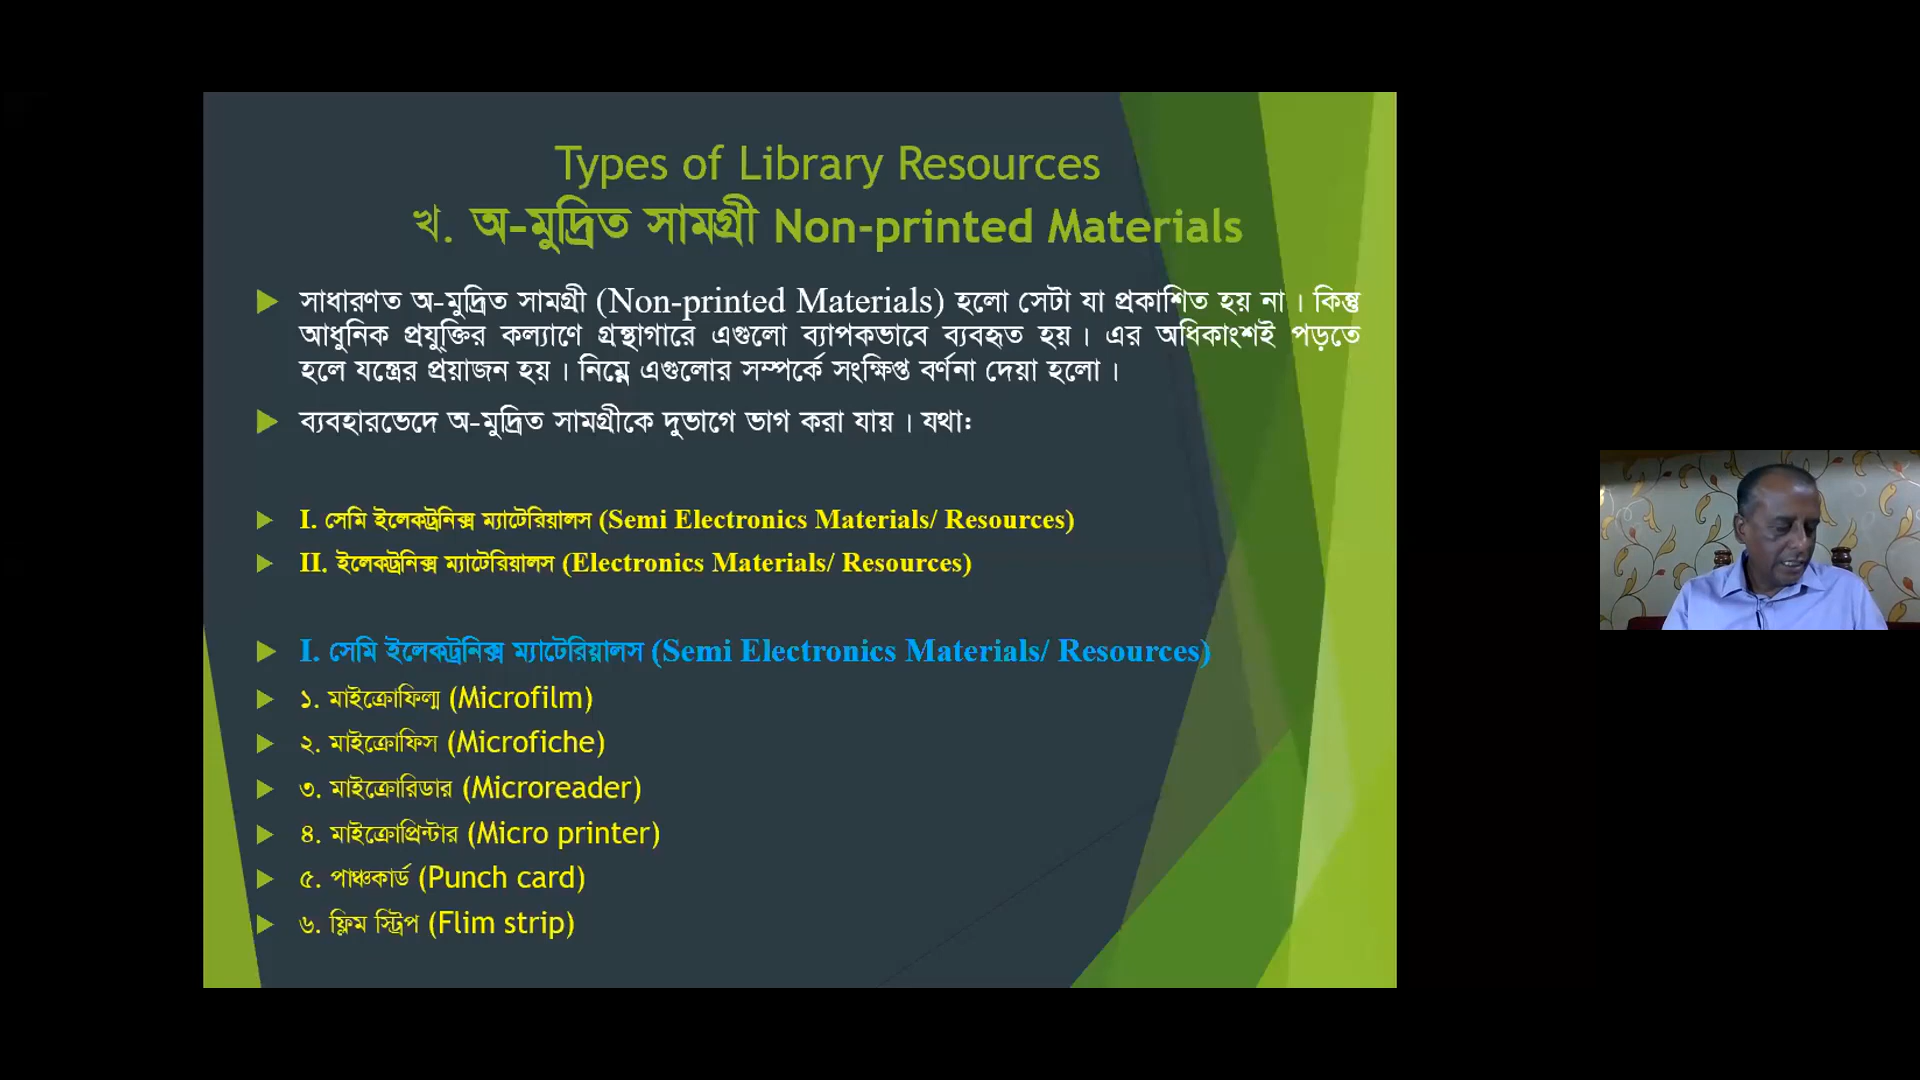 Types of Library Resources
খ. অ-মুদ্রিত সামগ্রী Non-printed Materials
সাধারণত অ-মুদ্রিত সামগ্রী (Non-printed Materials) হলো সেটা যা প্রকাশিত হয় না। কিন্তু
আধুনিক প্রযুক্তির কল্যাণে গ্রন্থাগারে এগুলো ব্যাপকভাবে ব্যবহৃত হয়। এর অধিকাংশই পড়তে
হলে যন্ত্রের প্রয়াজন হয়। নিম্নে এগুলোর সম্পর্কে সংক্ষিপ্ত বর্ণনা দেয়া হলো।
ব্যবহারভেদে অ-মুদ্রিত সামগ্রীকে দুভাগে ভাগ করা যায়। যথা:
I. সেমি ইলেকট্রনিক্স ম্যাটেরিয়ালস (Semi Electronics Materials/ Resources)
II. ইলেকট্রনিক্স ম্যাটেরিয়ালস (Electronics Materials/ Resources)
I. সেমি ইলেকট্রনিক্স ম্যাটেরিয়ালস (Semi Electronics Materials/ Resources)
১. মাইক্রোফিল্ম (Microfilm)
২. মাইক্রোফিস (Microfiche)
৩. মাইক্রোরিডার (Microreader)
৪. মাইক্রোপ্রিন্টার (Micro printer)
৫. পাঞ্চকার্ড (Punch card)
৬. ফ্লিম স্ট্রিপ (Flim strip)